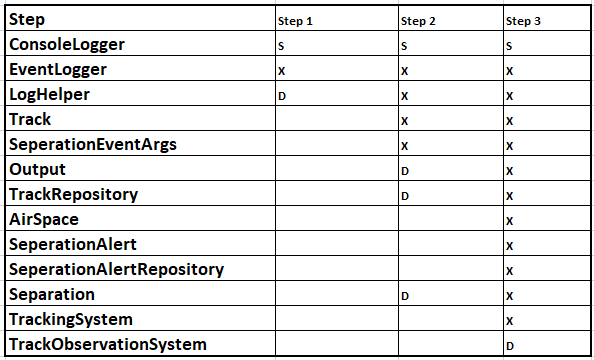 Step Step 1 Step 2 Step 3
ConsoleLogger S S S
EventLogger X X X
LogHelper D X X
Track X X
SeperationEventArgs X X
Output D X
TrackRepository D X
AirSpace X
SeperationAlert X
SeperationAlertRepository X
Separation D X
TrackingSystem X
TrackObservationSystem D